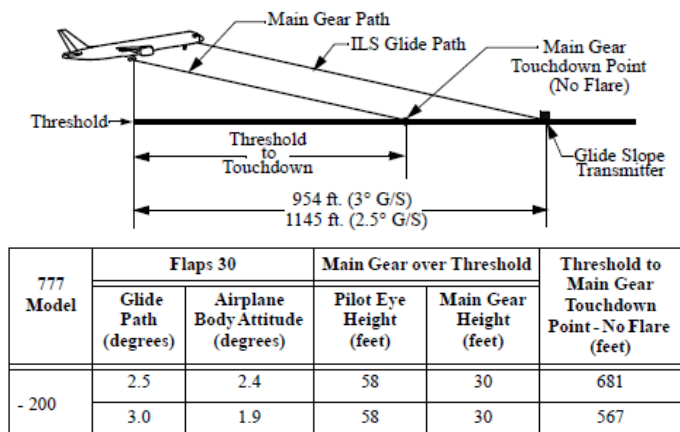 Main Gear Path
ILS Glide Path
Main Gear
Touchdown Point
(No Flare)
Threshold
Threshold
to
Touchdown
Glide Slope
Transmitter
954 ft. (3° G/S)
1145 ft. (2.5° G/S)
777
Model
Flaps 30
Main Gear over Threshold
Threshold to
Main Gear
Touchdown
Point - No Flare
(feet)
Glide
Path
(degrees)
Airplane
Body Attitude
(degrees)
Pilot Eye
Height
(feet)
Main Gear
Height
(feet)
- 200
2.5 2.4 58 30 681
3.0 1.9 58 30 567